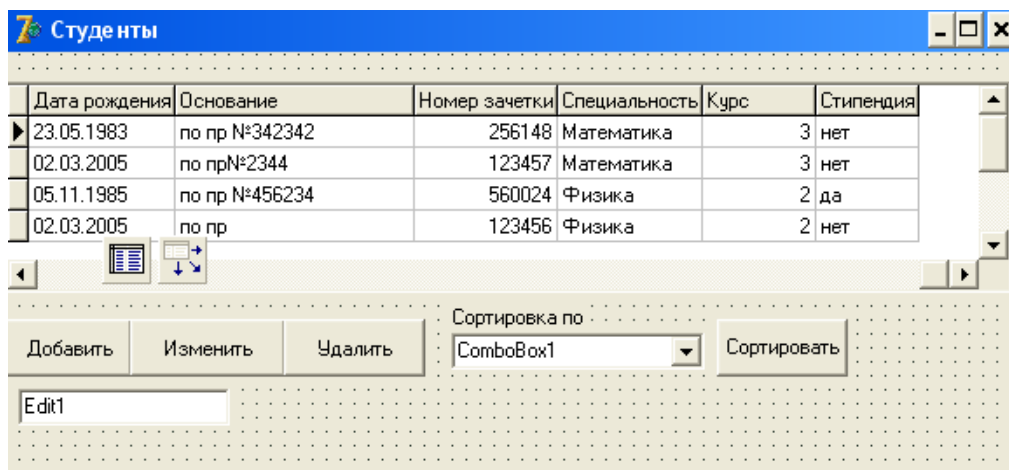 Студенты
Дата рождения Основание Номер зачетки Специальность Курс Стипендия
23.05.1983 по пр №342342 256148 Математика 3 нет
02.03.2005 по пр№2344 123457 Математика 3 нет
05.11.1985 по пр №456234 560024 Физика 2 да
02.03.2005 по пр 123456 Физика 2 нет
Сортировка по
Добавить Изменить Удалить ComboBox1 Сортировать
Edit1